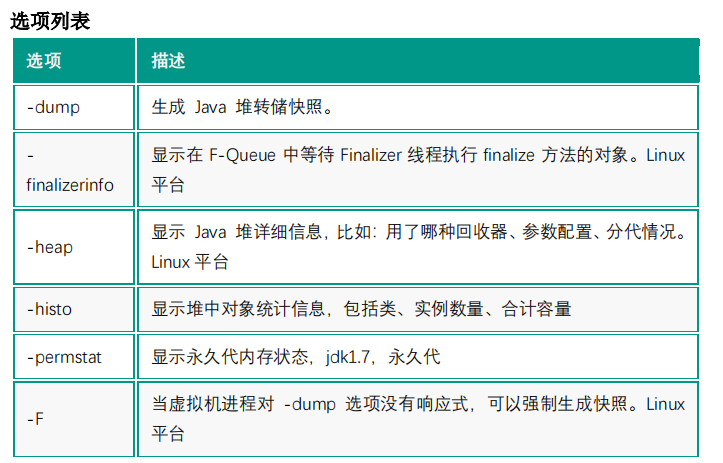 选项列表
选项 描述
-dump 生成 Java 堆转储快照。
-
finalizerinfo
显示在 F-Queue 中等待 Finalizer 线程执行 finalize 方法的对象。Linux
平台
-heap
显示 Java 堆详细信息，比如：用了哪种回收器、参数配置、分代情况。
Linux 平台
-histo 显示堆中对象统计信息，包括类、实例数量、合计容量
-permstat 显示永久代内存状态，jdk1.7，永久代
-F
当虚拟机进程对 -dump 选项没有响应式，可以强制生成快照。Linux
平台